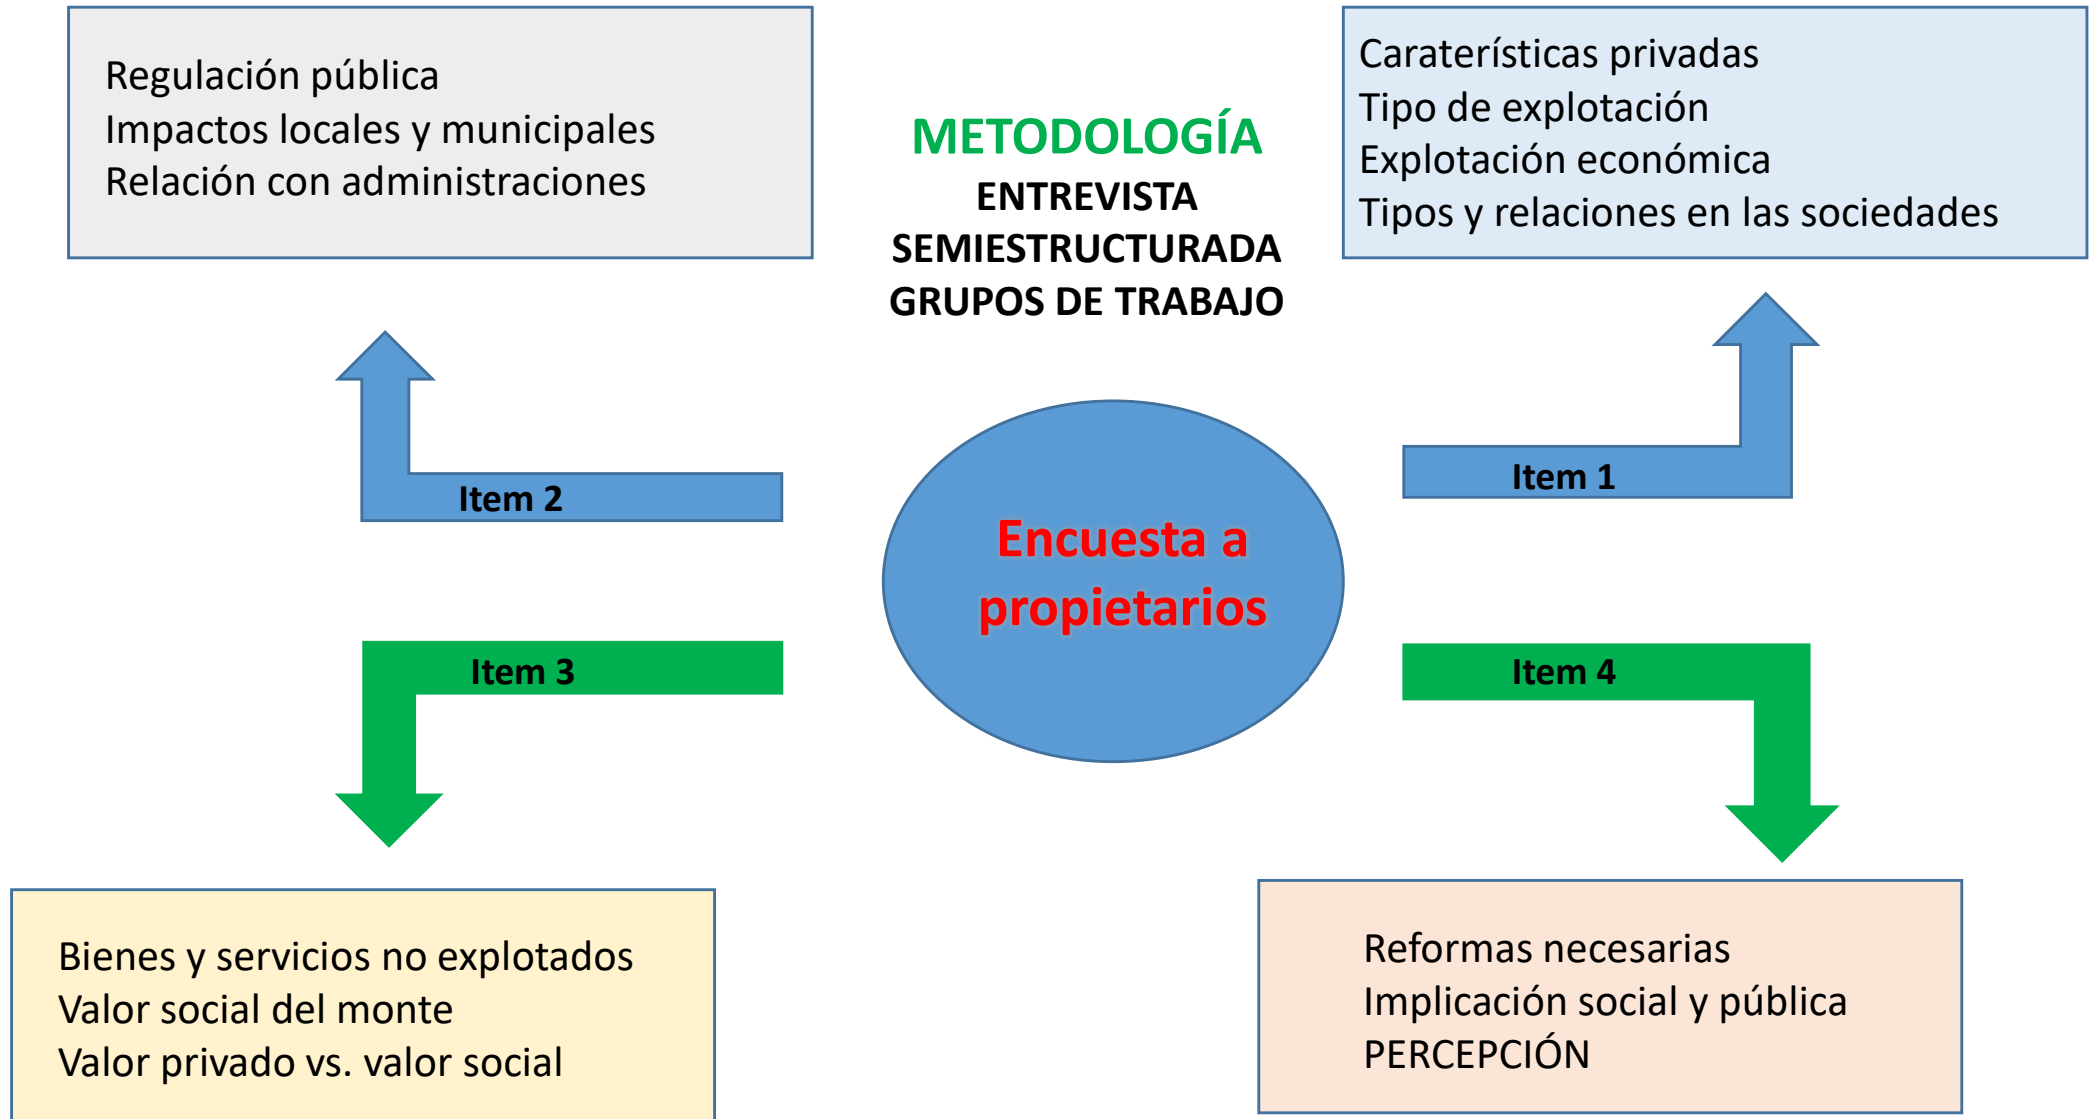 Regulación pública
Impactos locales y municipales
Relación con administraciones
METODOLOGÍA
ENTREVISTA
SEMIESTRUCTURADA
GRUPOS DE TRABAJO
Caraterísticas privadas
Tipo de explotación
Explotación económica
Tipos y relaciones en las sociedades
Item 2
Item 1
Encuesta a
propietarios
Item 3
Item 4
Bienes y servicios no explotados
Valor social del monte
Valor privado vs. valor social
Reformas necesarias
Implicación social y pública
PERCEPCIÓN